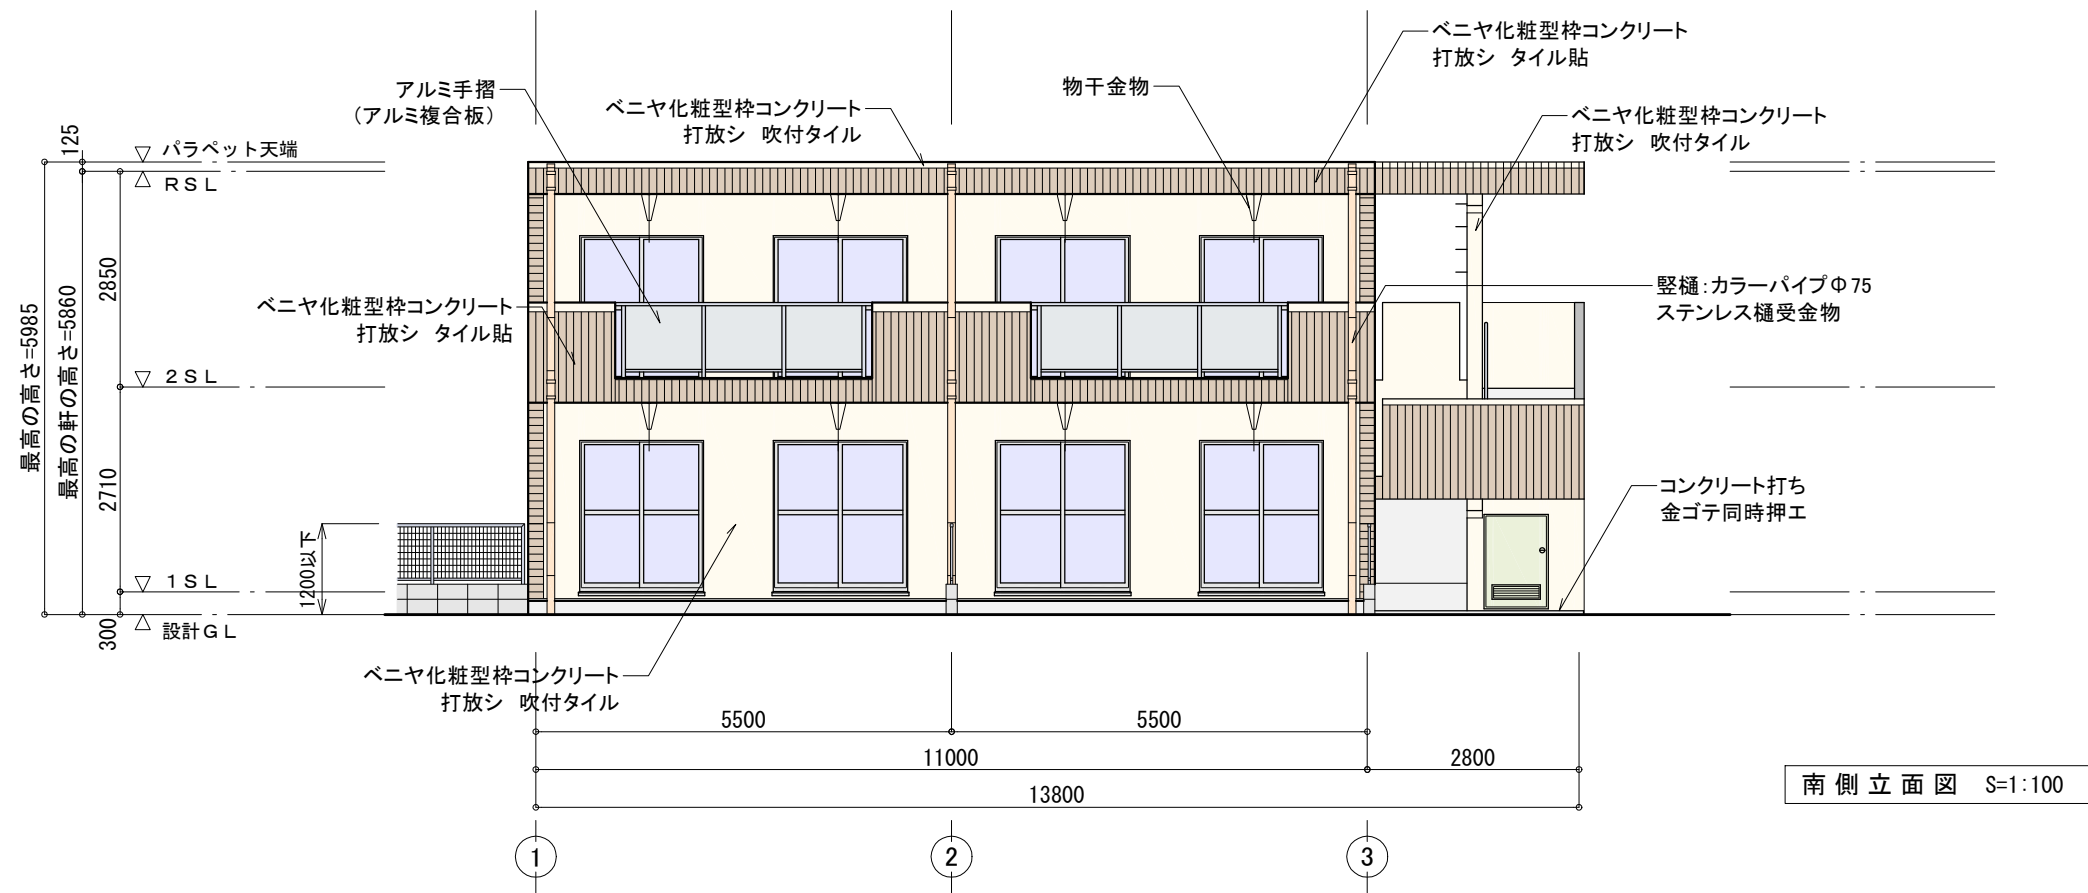 ベニヤ化粧型枠コンクリート
打放シ タイル貼
アルミ手摺
（アルミ複合板）
ベニヤ化粧型枠コンクリート
打放シ 吹付タイル
物干金物
ベニヤ化粧型枠コンクリート
打放シ 吹付タイル
125
パラペット天端
ＲＳＬ
最高の高さ=5985
最高の軒の高さ=5860
2850
ベニヤ化粧型枠コンクリート
打放シ タイル貼
竪樋：カラーパイプΦ75
ステンレス樋受金物
２ＳＬ
2710
コンクリート打ち
金ゴテ同時押エ
1200以下
１ＳＬ
300
設計ＧＬ
ベニヤ化粧型枠コンクリート
打放シ 吹付タイル
5500
5500
11000
2800
13800
南側立面図 S=1:100
1
2
3